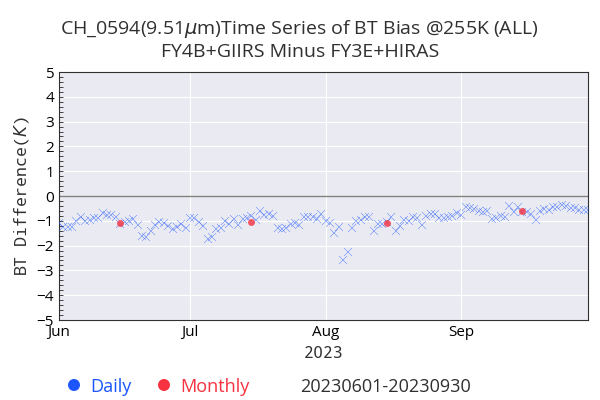 CH_0594(9.51μm)Time Series of BT Bias @255K (ALL)
FY4B+GIIRS Minus FY3E+HIRAS
BT Difference(K)
5
4
3
2
1
0
−1
−2
−3
−4
−5
Jun Jul Aug Sep
2023
Daily Monthly 20230601-20230930